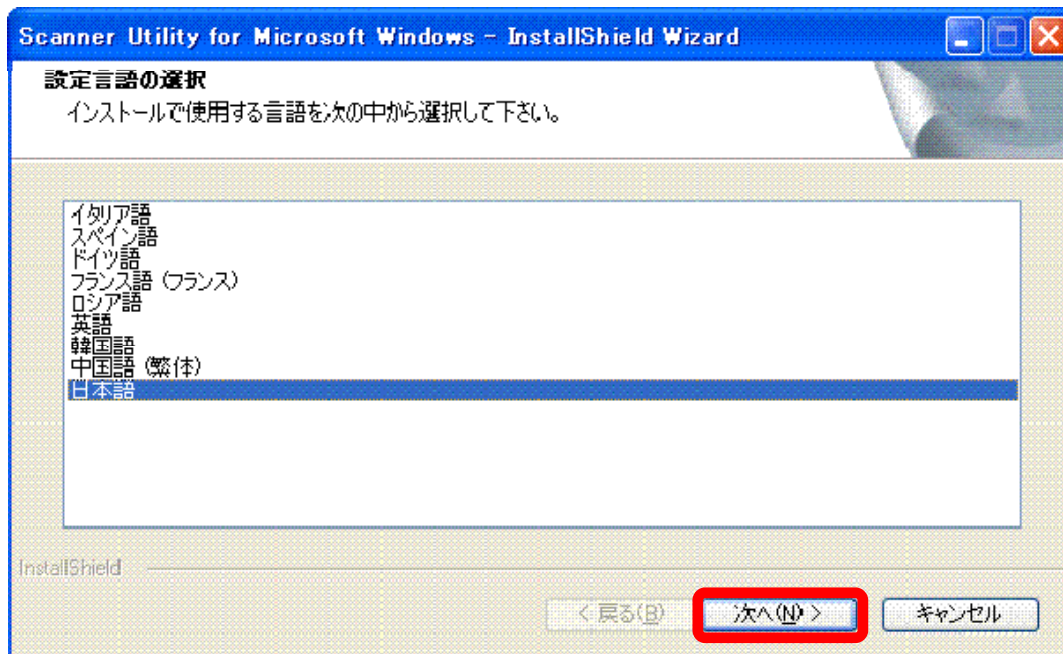 Scanner Utility for Microsoft Windows - InstallShield Wizard
設定言語の選択
インストールで使用する言語を次の中から選択して下さい。
イタリア語
スペイン語
ドイツ語
フランス語 (フランス)
ロシア語
英語
韓国語
中国語 (繁体)
日本語
InstallShield
< 戻る(B)
次へ(N) >
キャンセル